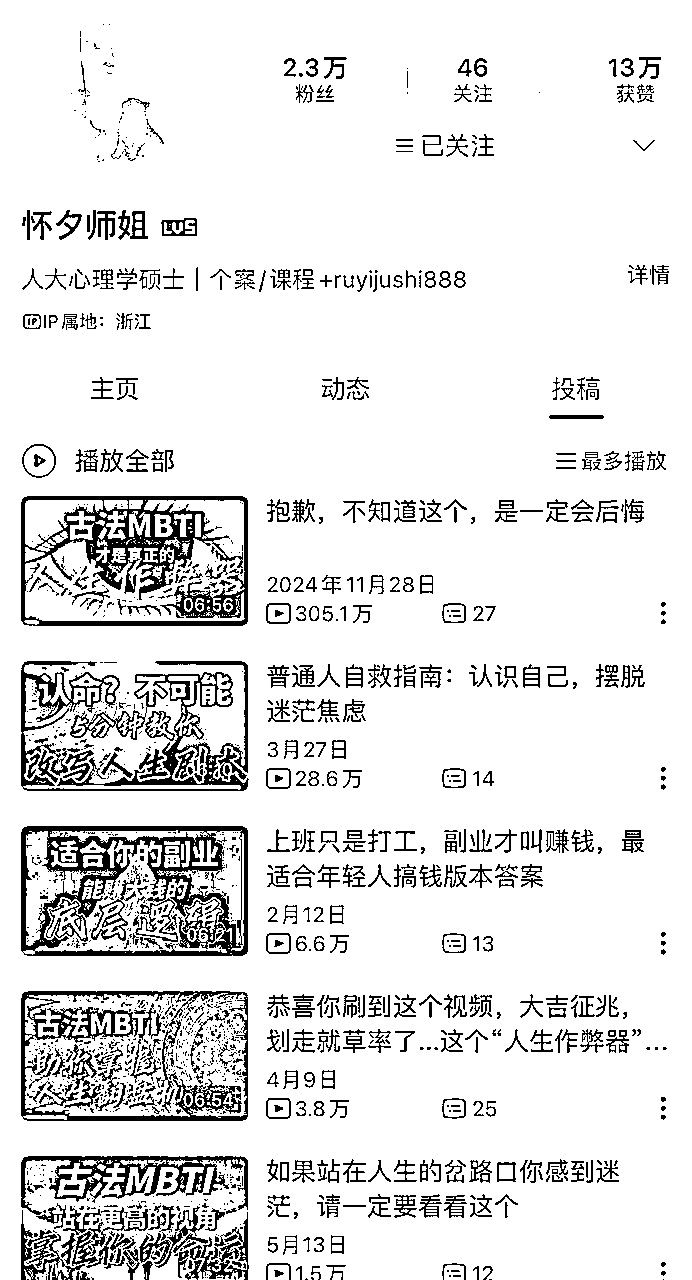 2.3万
46
13万
粉丝
关注
获赞
已关注
怀夕师姐 LV5
人大心理学硕士｜个案/课程+ruyijushi888
详情
IP IP属地：浙江
主页
动态
投稿
播放全部
最多播放
古法MBTI
才是真正的
人生作弊器
06:56
抱歉，不知道这个，是一定会后悔
2024年11月28日
305.1万
27
认命？不可能
5分钟教你
改写人生剧本
普通人自救指南：认识自己，摆脱
迷茫焦虑
3月27日
28.6万
14
适合你的副业
能赚大钱的
底层逻辑
06:21
上班只是打工，副业才叫赚钱，最
适合年轻人搞钱版本答案
2月12日
6.6万
13
古法MBTI
助你掌握
06:54
恭喜你刷到这个视频，大吉征兆，
划走就草率了...这个“人生作弊器”...
4月9日
3.8万
25
古法MBTI
站在更高的视角
掌握你的命运
如果站在人生的岔路口你感到迷
茫，请一定要看看这个
5月13日
1.5万
12